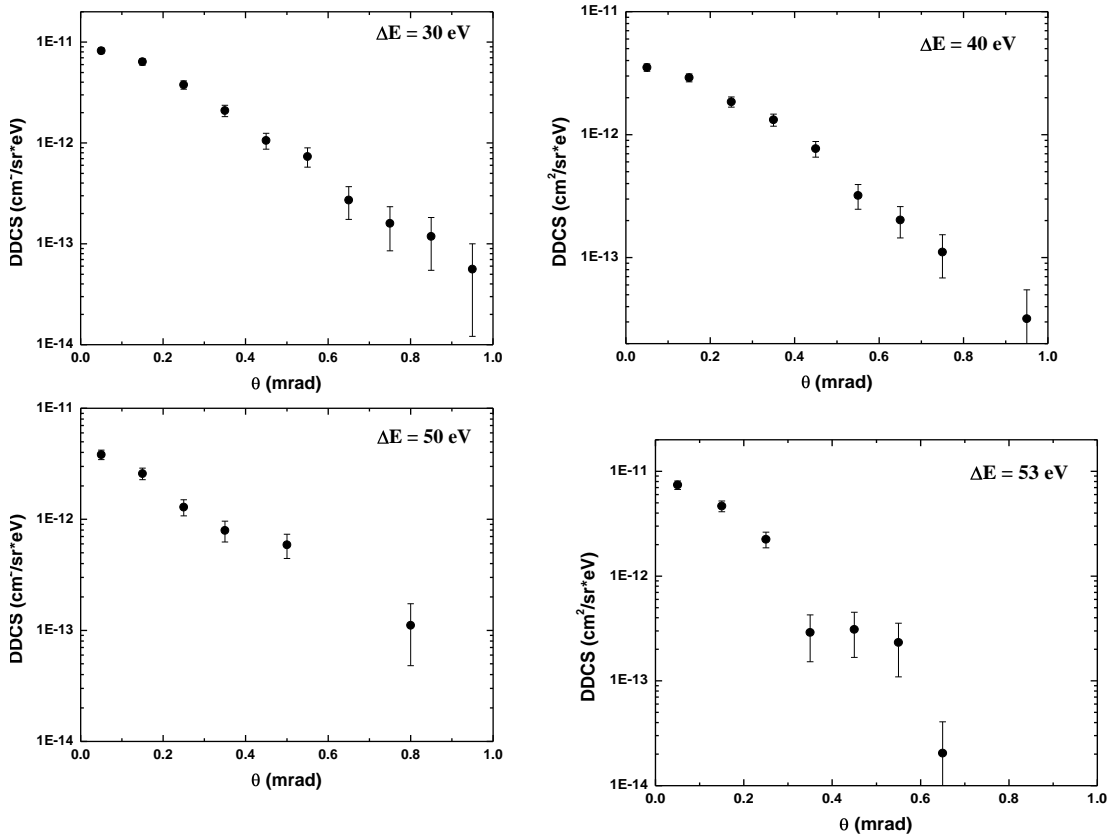 ΔE = 30 eV
DDCS (cm⁻/sr*eV)
1E-11
1E-12
1E-13
1E-14
0.0 0.2 0.4 0.6 0.8 1.0
θ (mrad)
ΔE = 40 eV
DDCS (cm²/sr*eV)
1E-11
1E-12
1E-13
0.0 0.2 0.4 0.6 0.8 1.0
θ (mrad)
ΔE = 50 eV
DDCS (cm⁻/sr*eV)
1E-11
1E-12
1E-13
1E-14
0.0 0.2 0.4 0.6 0.8 1.0
θ (mrad)
ΔE = 53 eV
DDCS (cm²/sr*eV)
1E-11
1E-12
1E-13
1E-14
0.0 0.2 0.4 0.6 0.8 1.0
θ (mrad)